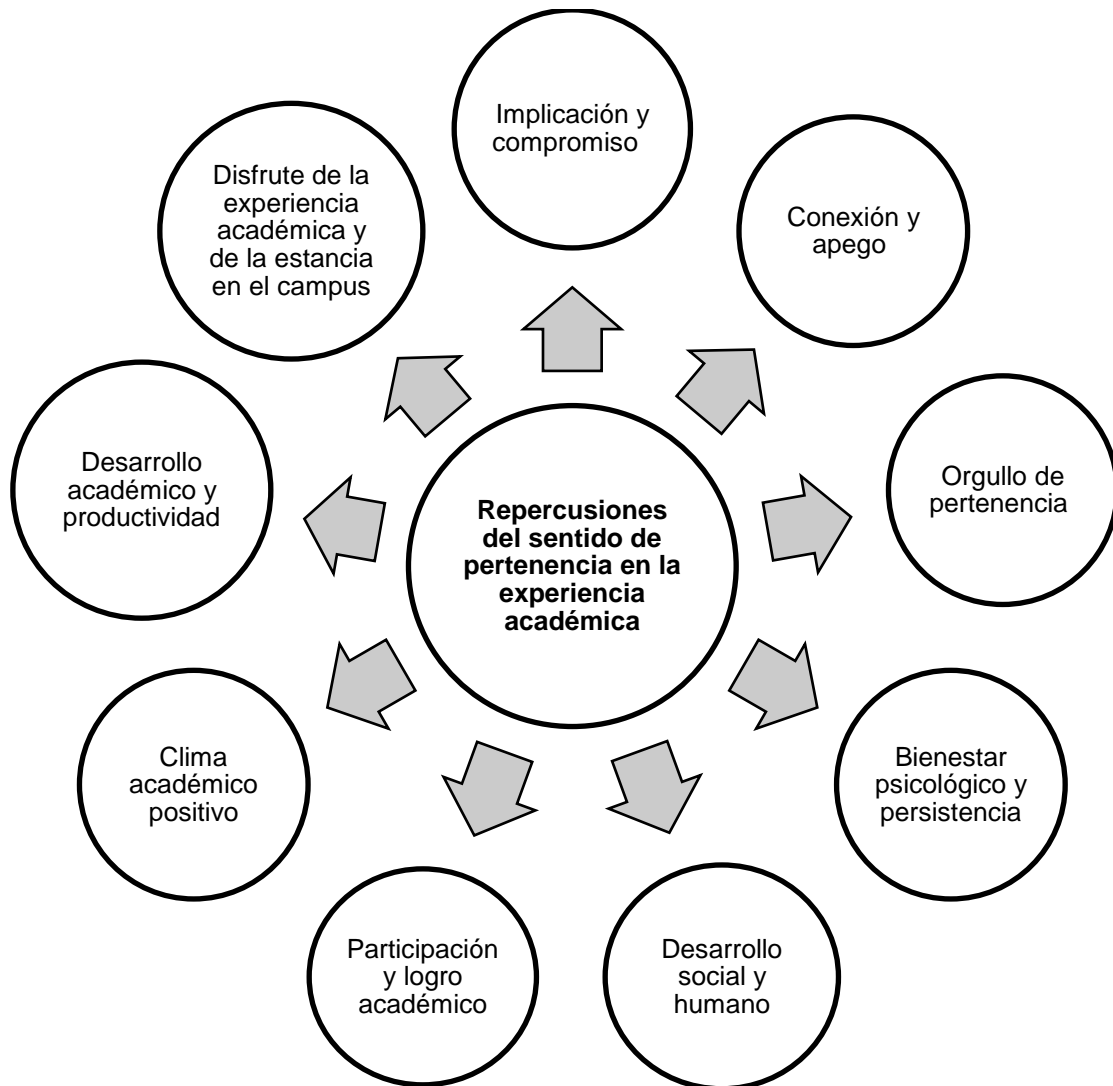 Implicación y
compromiso
Conexión y
apego
Orgullo de
pertenencia
Bienestar
psicológico y
persistencia
Desarrollo
social y
humano
Participación
y logro
académico
Clima
académico
positivo
Desarrollo
académico y
productividad
Disfrute de la
experiencia
académica y
de la estancia
en el campus
Repercusiones
del sentido de
pertenencia en la
experiencia
académica